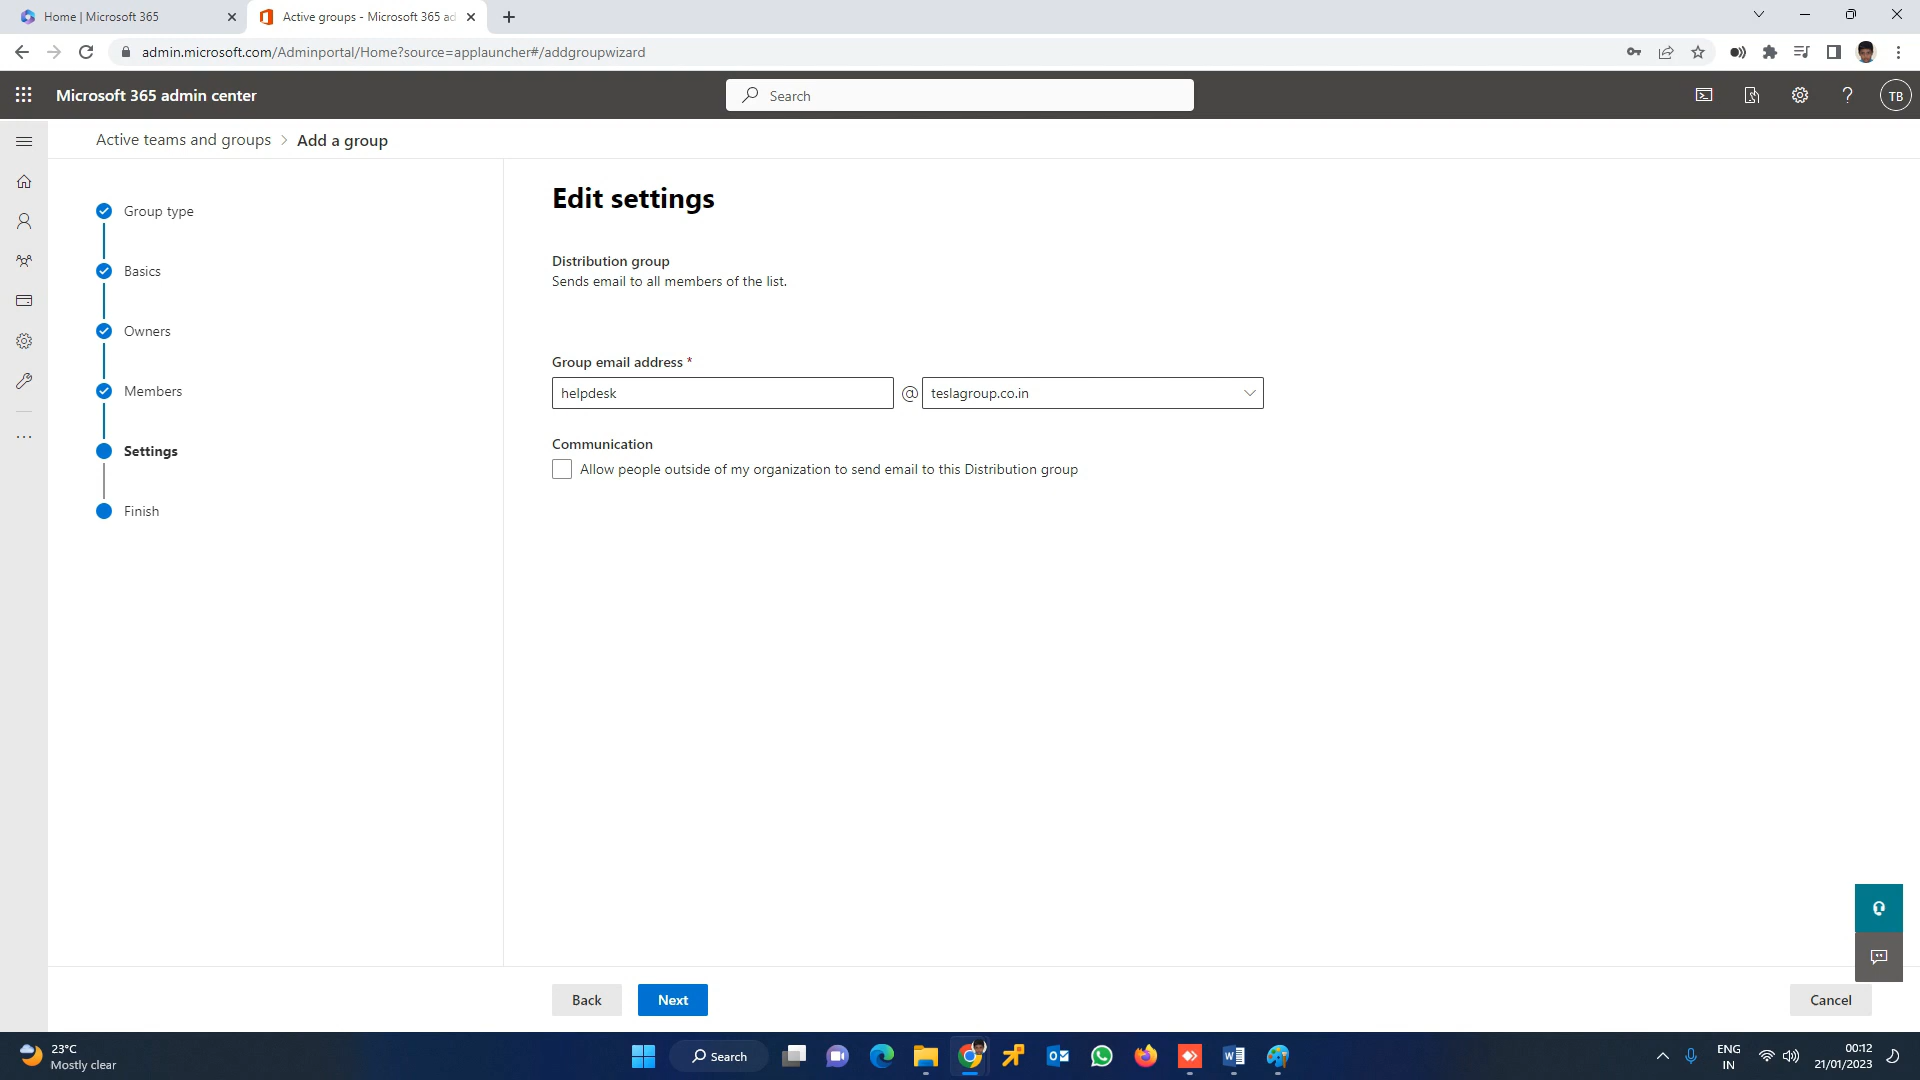 Home | Microsoft 365
Active groups - Microsoft 365 ad
admin.microsoft.com/Adminportal/Home?source=applauncher#/addgroupwizard
Microsoft 365 admin center
Search
TB
Active teams and groups > Add a group
Group type
Basics
Owners
Members
Settings
Finish
Edit settings
Distribution group
Sends email to all members of the list.
Group email address *
helpdesk @ teslagroup.co.in
Communication
Allow people outside of my organization to send email to this Distribution group
Back
Next
Cancel
23°C
Mostly clear
Search
ENG
IN
00:12
21/01/2023